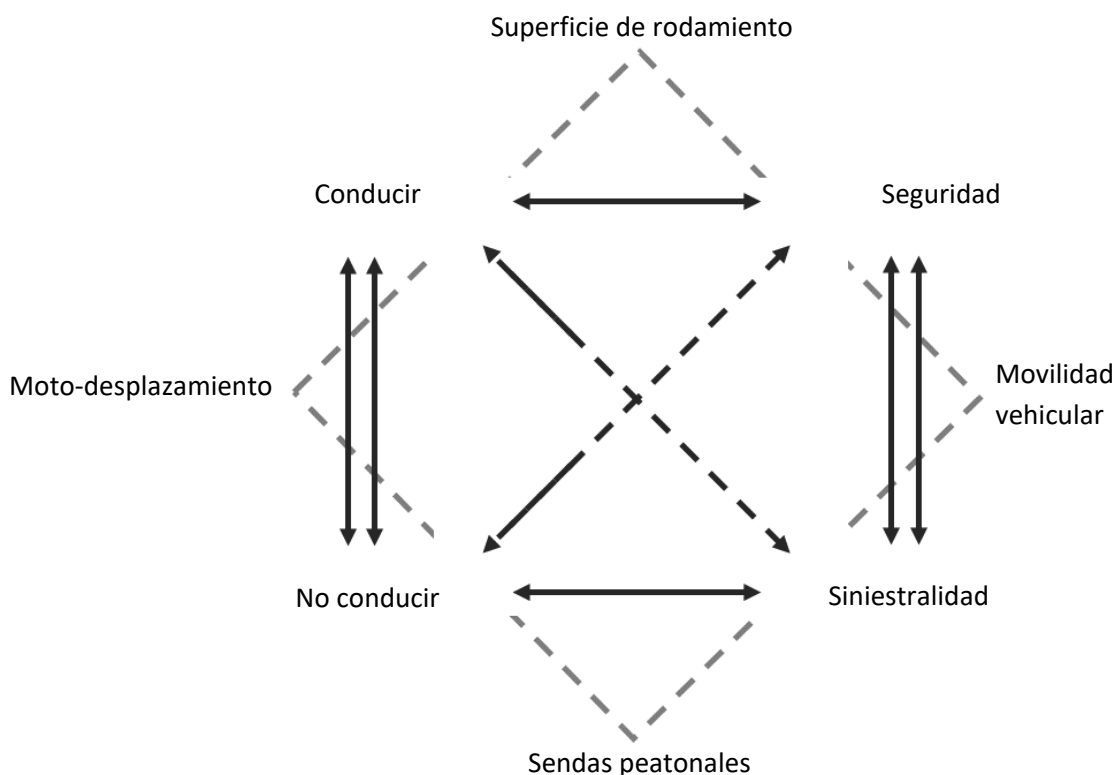 Superficie de rodamiento
Conducir
Seguridad
Moto-desplazamiento
Movilidad
vehicular
No conducir
Siniestralidad
Sendas peatonales